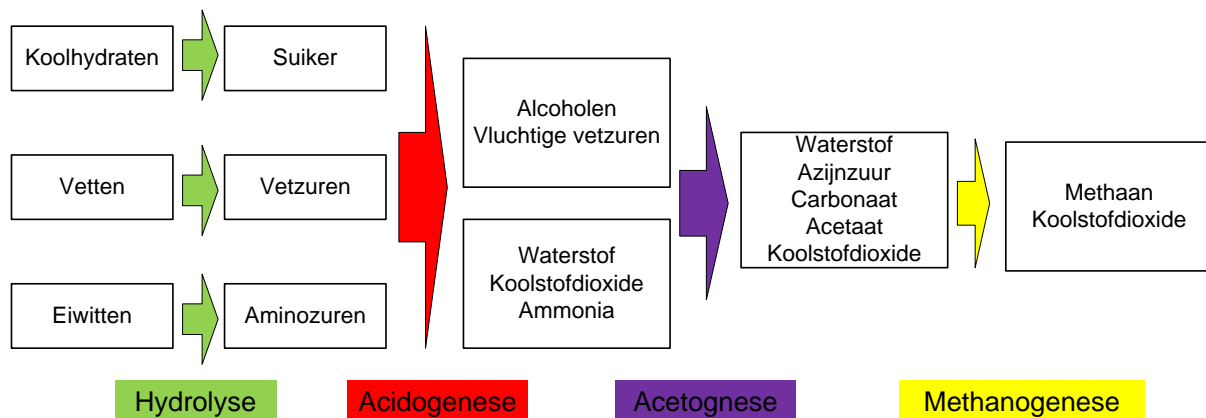 Koolhydraten
Suiker
Vetten
Vetzuren
Eiwitten
Aminozuren
Alcoholen
Vluchtige vetzuren
Waterstof
Koolstofdioxide
Ammonia
Waterstof
Azijnzuur
Carbonaat
Acetaat
Koolstofdioxide
Methaan
Koolstofdioxide
Hydrolyse
Acidogenese
Acetognese
Methanogenese